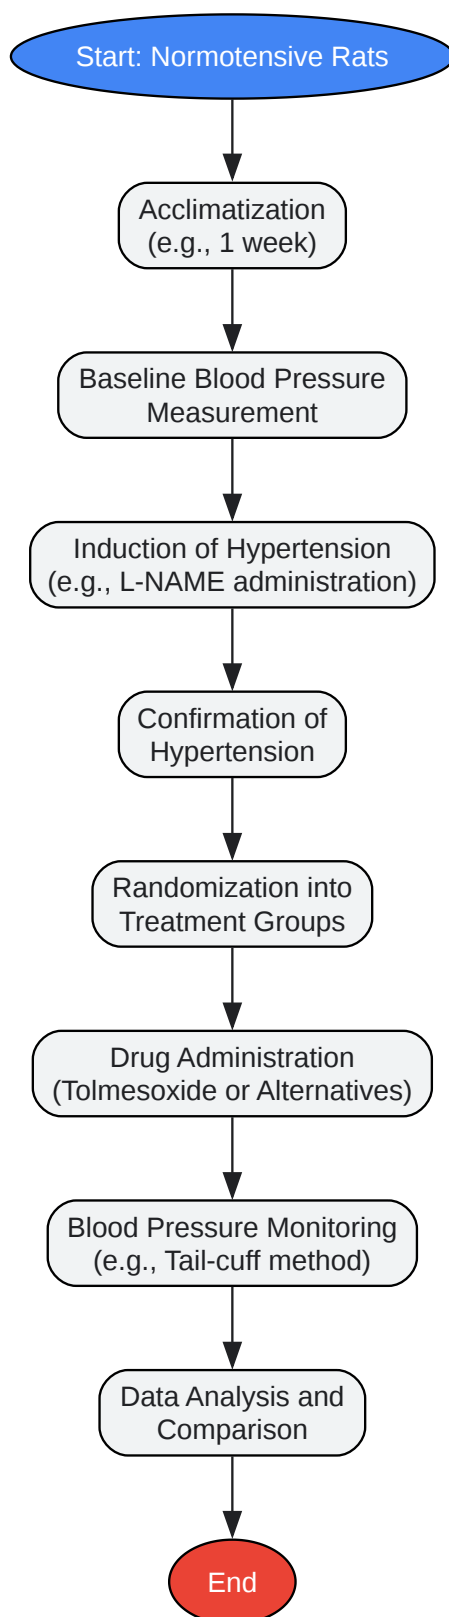 Start: Normotensive Rats
Acclimatization
(e.g., 1 week)
Baseline Blood Pressure
Measurement
Induction of Hypertension
(e.g., L-NAME administration)
Confirmation of
Hypertension
Randomization into
Treatment Groups
Drug Administration
(Tolmesoxide or Alternatives)
Blood Pressure Monitoring
(e.g., Tail-cuff method)
Data Analysis and
Comparison
End